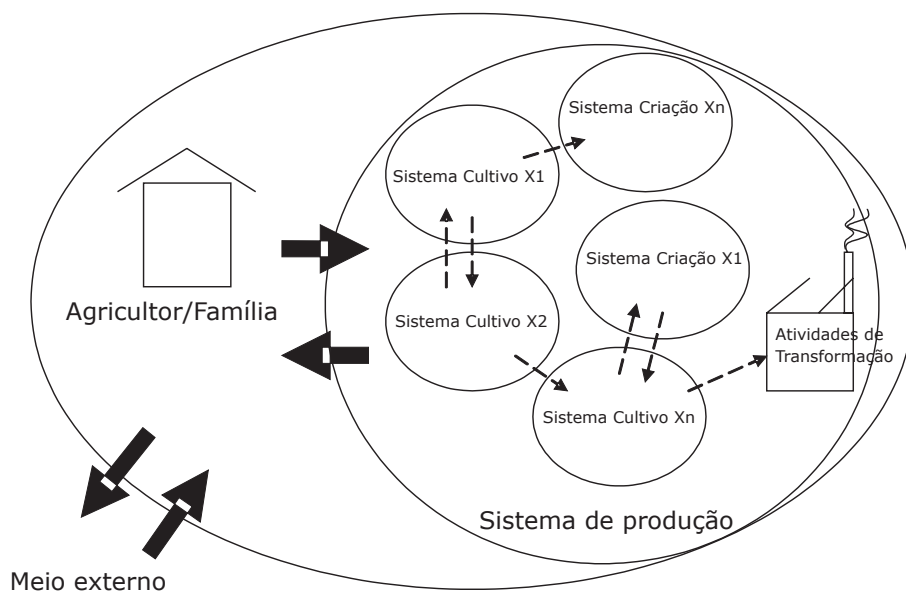 Sistema Criação Xn
Sistema Cultivo X1
Sistema Criação X1
Agricultor/Família
Sistema Cultivo X2
Atividades de
Transformação
Sistema Cultivo Xn
Sistema de produção
Meio externo